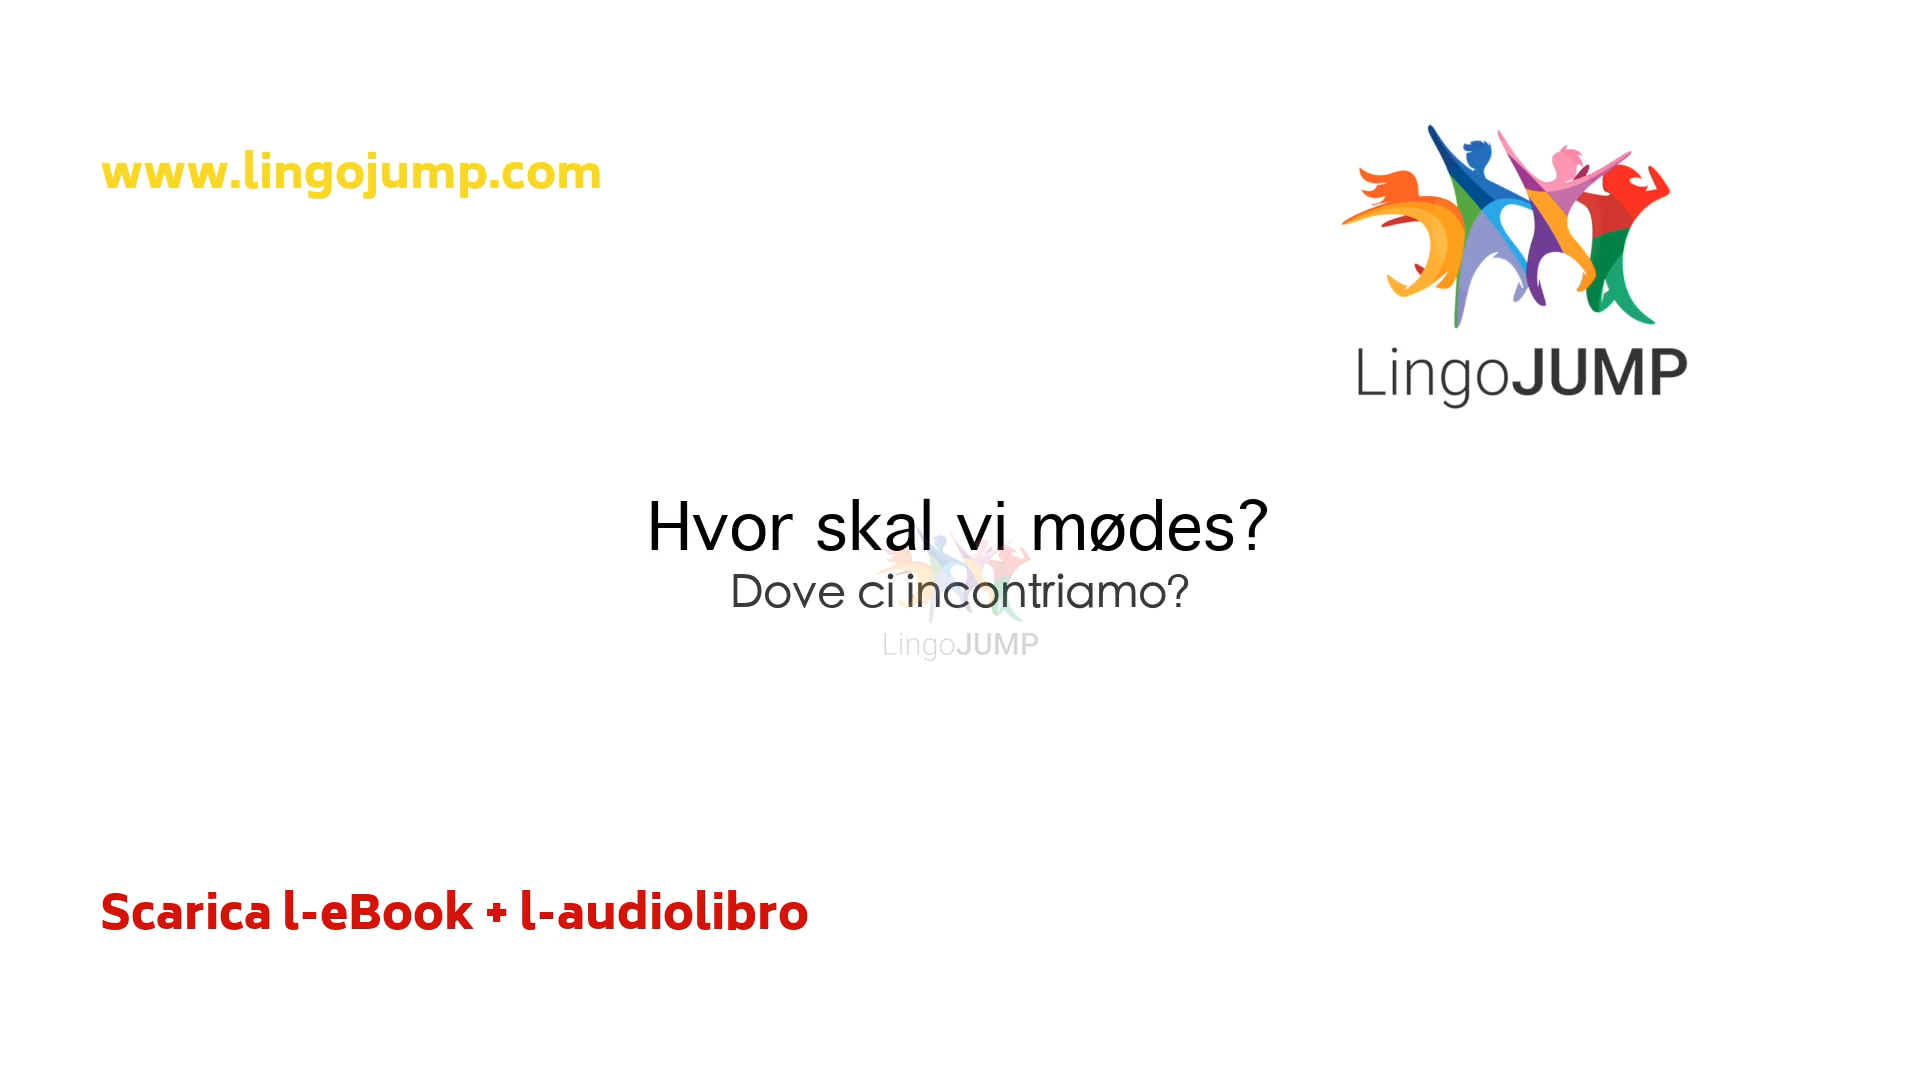 www.lingojump.com
LingoJUMP
Hvor skal vi mødes?
Dove ci incontriamo?
LingoJUMP
Scarica l-eBook + l-audiolibro